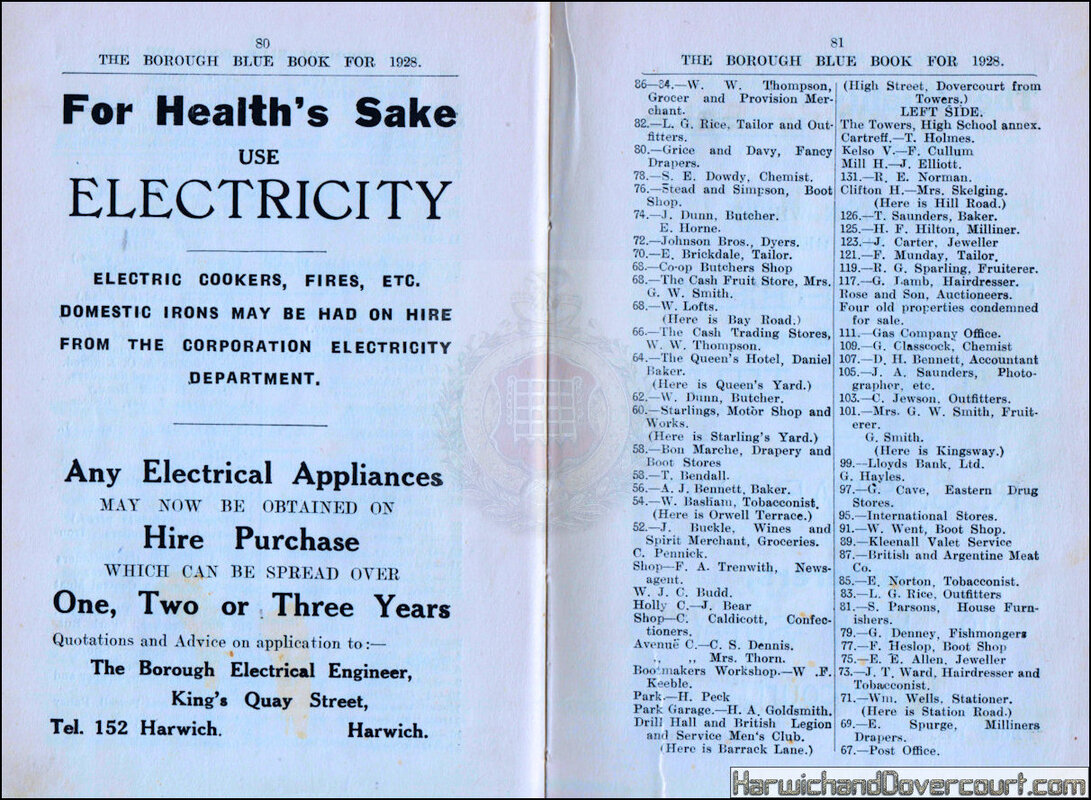 80
THE BOROUGH BLUE BOOK FOR 1928.
For Health's Sake
USE
ELECTRICITY
ELECTRIC COOKERS, FIRES, ETC.
DOMESTIC IRONS MAY BE HAD ON HIRE
FROM THE CORPORATION ELECTRICITY
DEPARTMENT.
Any Electrical Appliances
MAY NOW BE OBTAINED ON
Hire Purchase
WHICH CAN BE SPREAD OVER
One, Two or Three Years
Quotations and Advice on application to:—
The Borough Electrical Engineer,
King's Quay Street,
Tel. 152 Harwich. Harwich.
81
THE BOROUGH BLUE BOOK FOR 1928.
86—84.—W. W. Thompson,
Grocer and Provision Mer-
chant.
82.—L. G. Rice, Tailor and Out-
fitters.
80.—Grice and Davy, Fancy
Drapers.
78.—S. E. Dowdy, Chemist.
76.—Stead and Simpson, Boot
Shop.
74.—J. Dunn, Butcher.
E. Horne.
72.—Johnson Bros., Dyers.
70.—E. Brickdale, Tailor.
68.—Co-op Butchers Shop
68.—The Cash Fruit Store, Mrs.
G. W. Smith.
68.—W. Lofts.
(Here is Bay Road.)
66.—The Cash Trading Stores,
W. W. Thompson.
64.—The Queen's Hotel, Daniel
Baker.
(Here is Queen's Yard.)
62.—W. Dunn, Butcher.
60.—Starlings, Motor Shop and
Works.
(Here is Starling's Yard.)
58.—Bon Marche, Drapery and
Boot Stores
58.—T. Bendall.
56.—A. J. Bennett, Baker.
54.—W. Basham, Tobacconist.
(Here is Orwell Terrace.)
52.—J. Buckle, Wines and
Spirit Merchant, Groceries.
C. Pennick.
Shop—F. A. Trenwith, News-
agent.
W. J. C. Budd.
Holly C.—J. Bear
Shop—C. Caldicott, Confec-
tioners.
Avenue C.—C. S. Dennis.
„ „ Mrs. Thorn.
Bootmakers Workshop.—W .F.
Keeble.
Park.—H. Peck
Park Garage.—H. A. Goldsmith.
Drill Hall and British Legion
and Service Men's Club.
(Here is Barrack Lane.)
(High Street, Dovercourt from
Towers.)
LEFT SIDE.
The Towers, High School annex.
Cartreff.—T. Holmes.
Kelso V.—F. Cullum
Mill H.—J. Elliott.
131.—R. E. Norman.
Clifton H.—Mrs. Skelging.
(Here is Hill Road.)
126.—T. Saunders, Baker.
125.—H. F. Hilton, Milliner.
123.—J. Carter, Jeweller
121.—F. Munday, Tailor.
119.—R. G. Sparling, Fruiterer.
117.—G. Lamb, Hairdresser.
Rose and Son, Auctioneers.
Four old properties condemned
for sale.
111.—Gas Company Office.
109.—G. Classcock, Chemist
107.—D. H. Bennett, Accountant
105.—J. A. Saunders, Photo-
grapher, etc.
103.—C. Jewson, Outfitters.
101.—Mrs. G. W. Smith, Fruit-
erer.
G. Smith.
(Here is Kingsway.)
99.—Lloyds Bank, Ltd.
G. Hayles.
97.—G. Cave, Eastern Drug
Stores.
95.—International Stores.
91.—W. Went, Boot Shop.
89.—Kleenall Valet Service
87.—British and Argentine Meat
Co.
85.—E. Norton, Tobacconist.
83.—L. G. Rice, Outfitters
81.—S. Parsons, House Furn-
ishers.
79.—G. Denney, Fishmongers
77.—F. Heslop, Boot Shop
75.—E. E. Allen, Jeweller
73.—J. T. Ward, Hairdresser and
Tobacconist.
71.—Wm. Wells, Stationer.
(Here is Station Road.)
69.—E. Spurge, Milliners
Drapers.
67.—Post Office.
HarwichandDovercourt.com